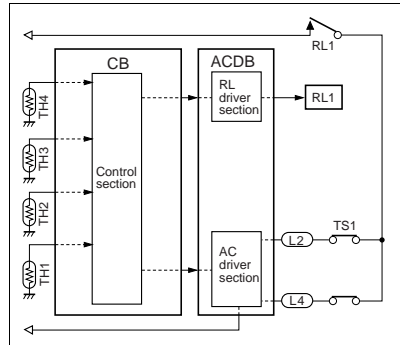 CB
ACDB
RL1
TH4
TH3
TH2
TH1
Control
section
RL
driver
section
RL1
AC
driver
section
L2
TS1
L4